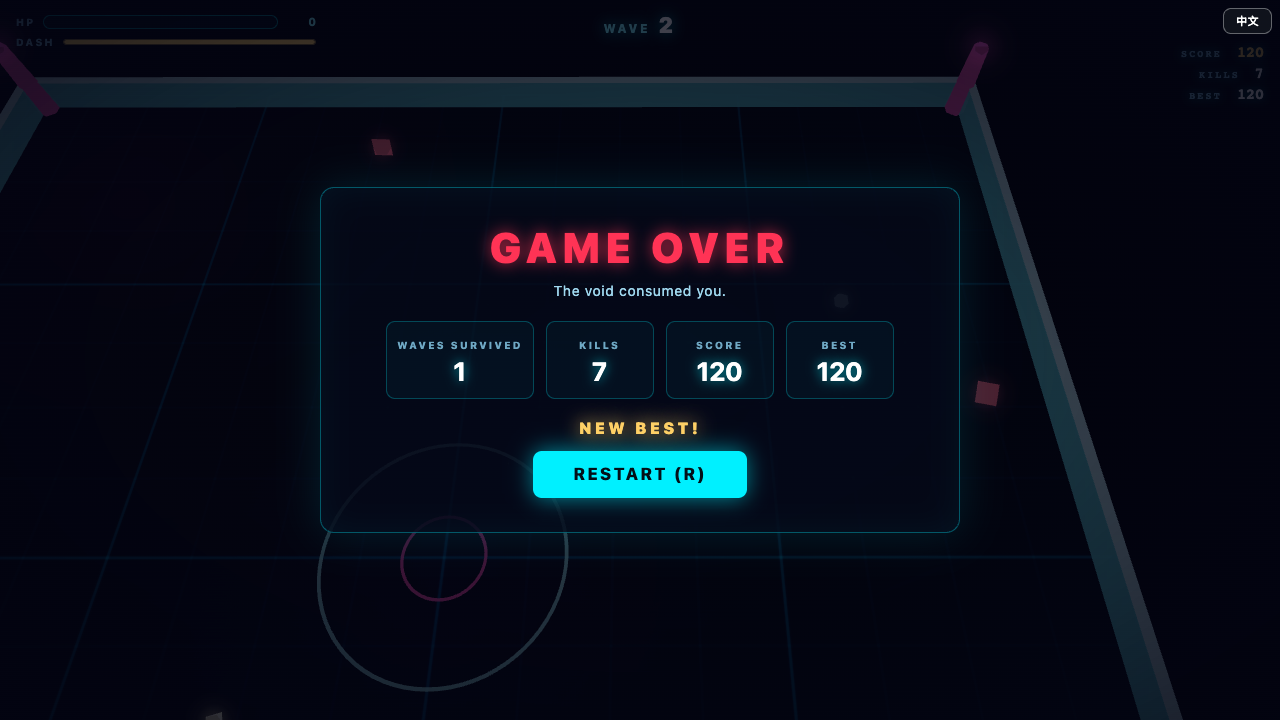 HP 0
DASH
WAVE 2
中文
SCORE 120
KILLS 7
BEST 120
GAME OVER
The void consumed you.
WAVES SURVIVED KILLS SCORE BEST
1 7 120 120
NEW BEST!
RESTART (R)